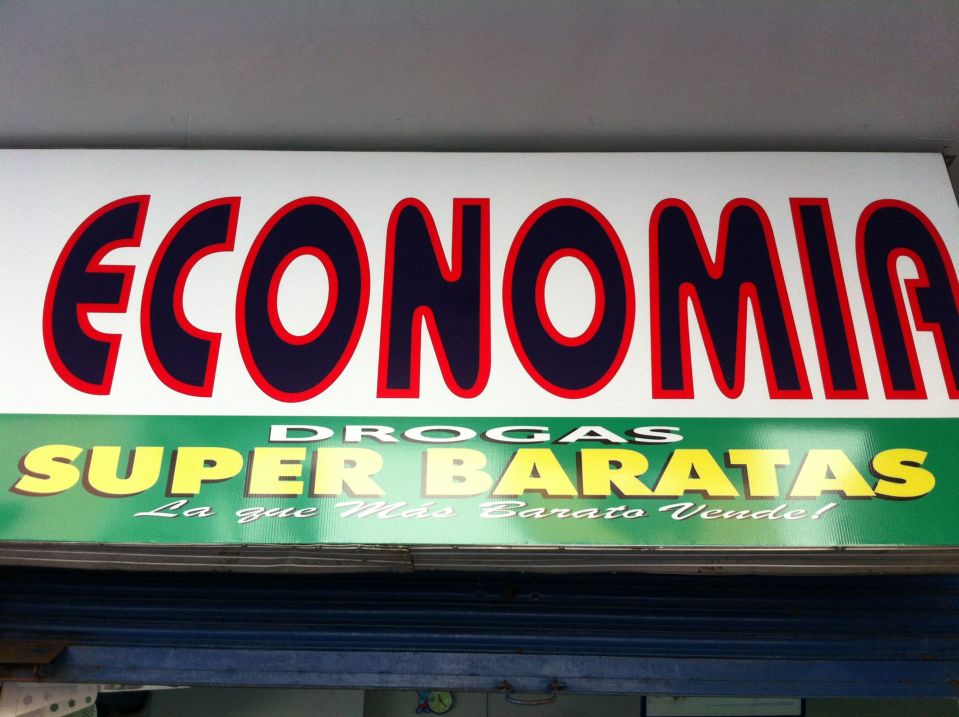 ECONOMIA
DROGAS
SUPER BARATAS
La que Más Barato Vende!